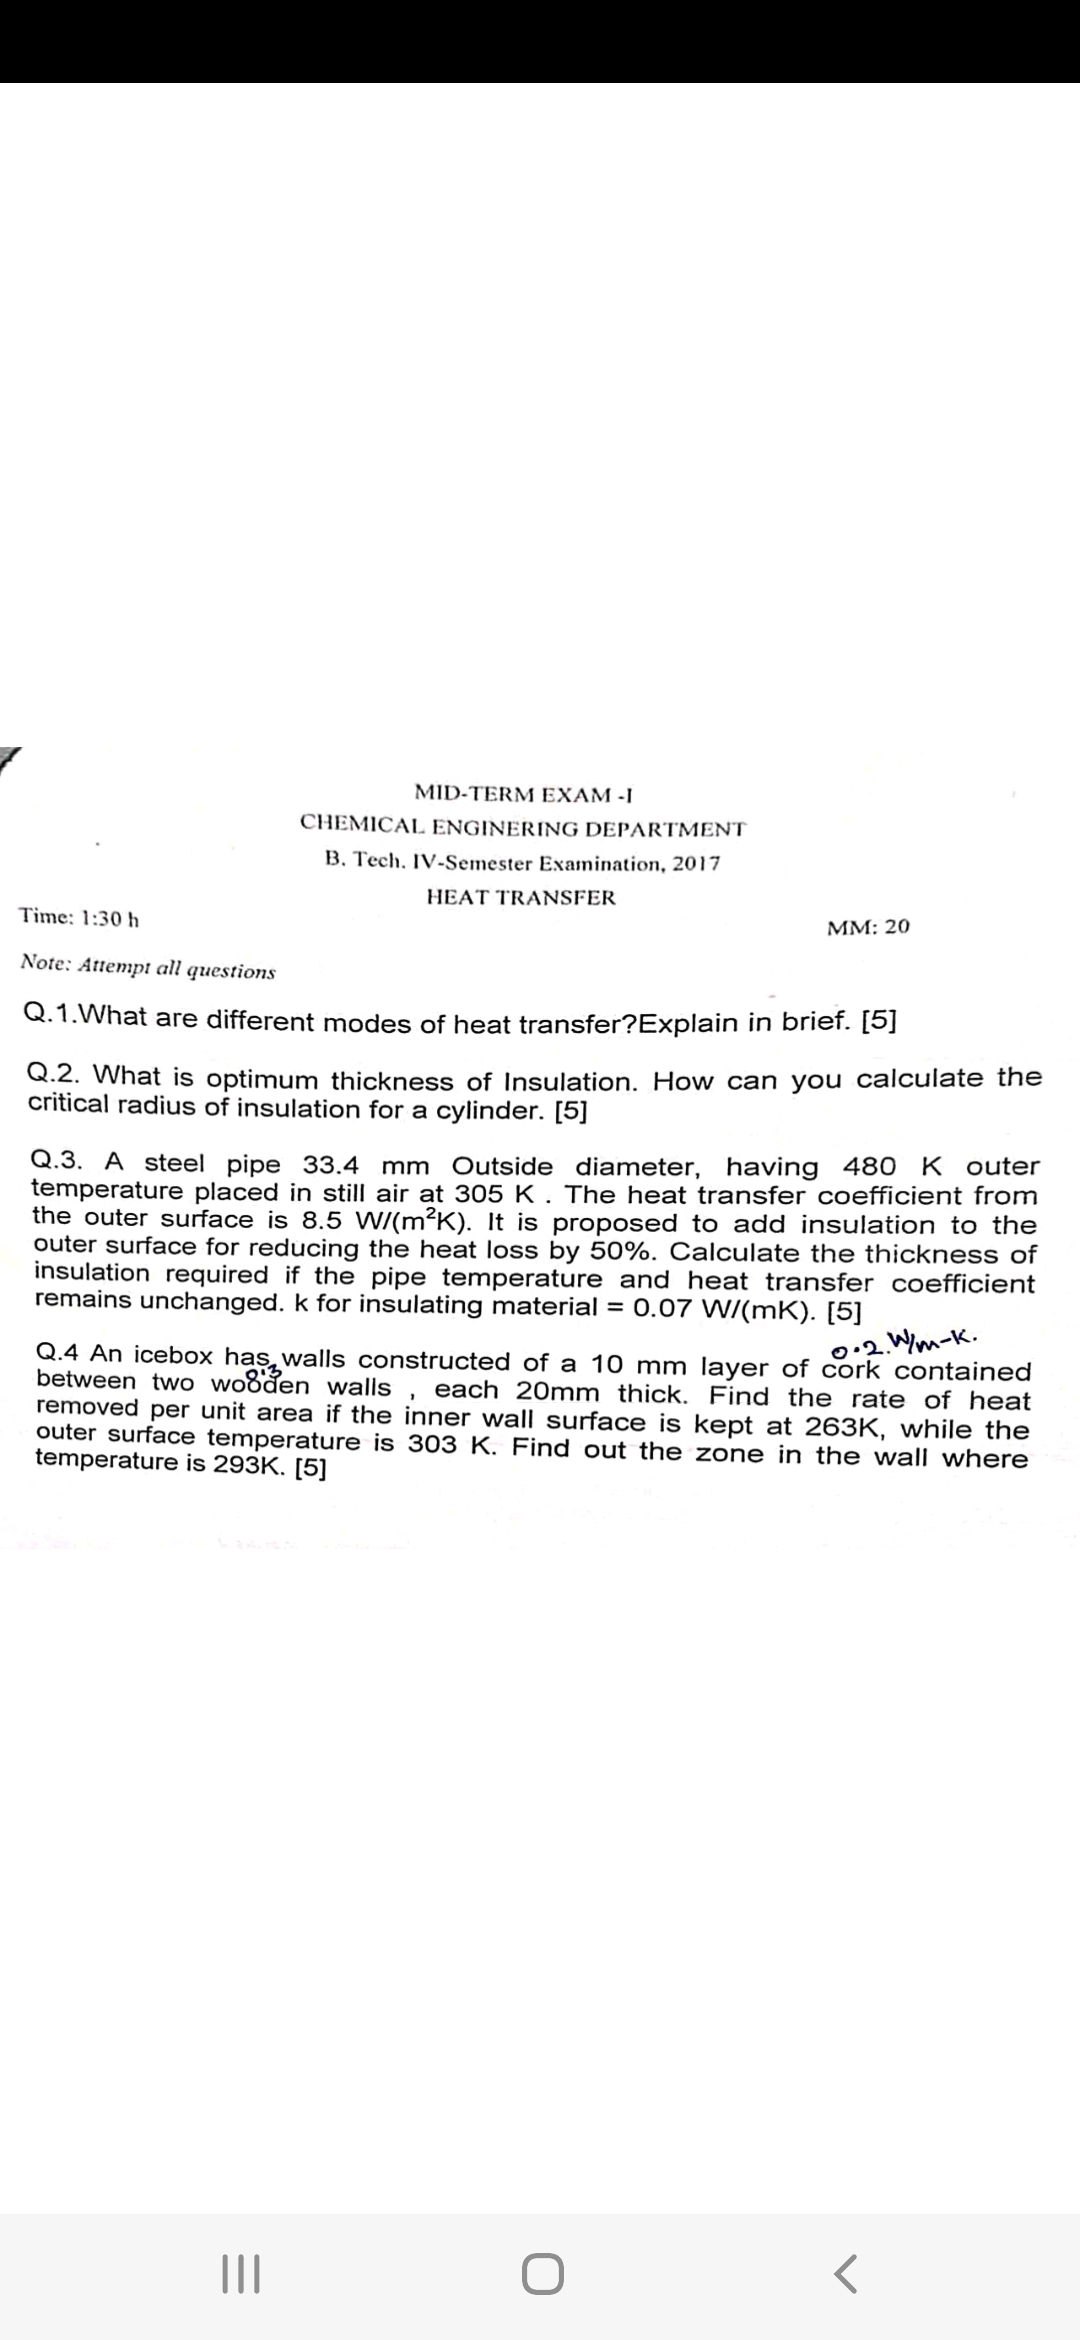 MID-TERM EXAM -I
CHEMICAL ENGINERING DEPARTMENT
B. Tech. IV-Semester Examination, 2017
HEAT TRANSFER
Time: 1:30 h
MM: 20
Note: Attempt all questions
Q.1.What are different modes of heat transfer?Explain in brief. [5]
Q.2. What is optimum thickness of Insulation. How can you calculate the
critical radius of insulation for a cylinder. [5]
Q.3. A steel pipe 33.4 mm Outside diameter, having 480 K outer
temperature placed in still air at 305 K . The heat transfer coefficient from
the outer surface is 8.5 W/(m²K). It is proposed to add insulation to the
outer surface for reducing the heat loss by 50%. Calculate the thickness of
insulation required if the pipe temperature and heat transfer coefficient
remains unchanged. k for insulating material = 0.07 W/(mK). [5]
0.2 W/m-K.
Q.4 An icebox has walls constructed of a 10 mm layer of cork contained
0.3
between two wooden walls , each 20mm thick. Find the rate of heat
removed per unit area if the inner wall surface is kept at 263K, while the
outer surface temperature is 303 K. Find out the zone in the wall where
temperature is 293K. [5]